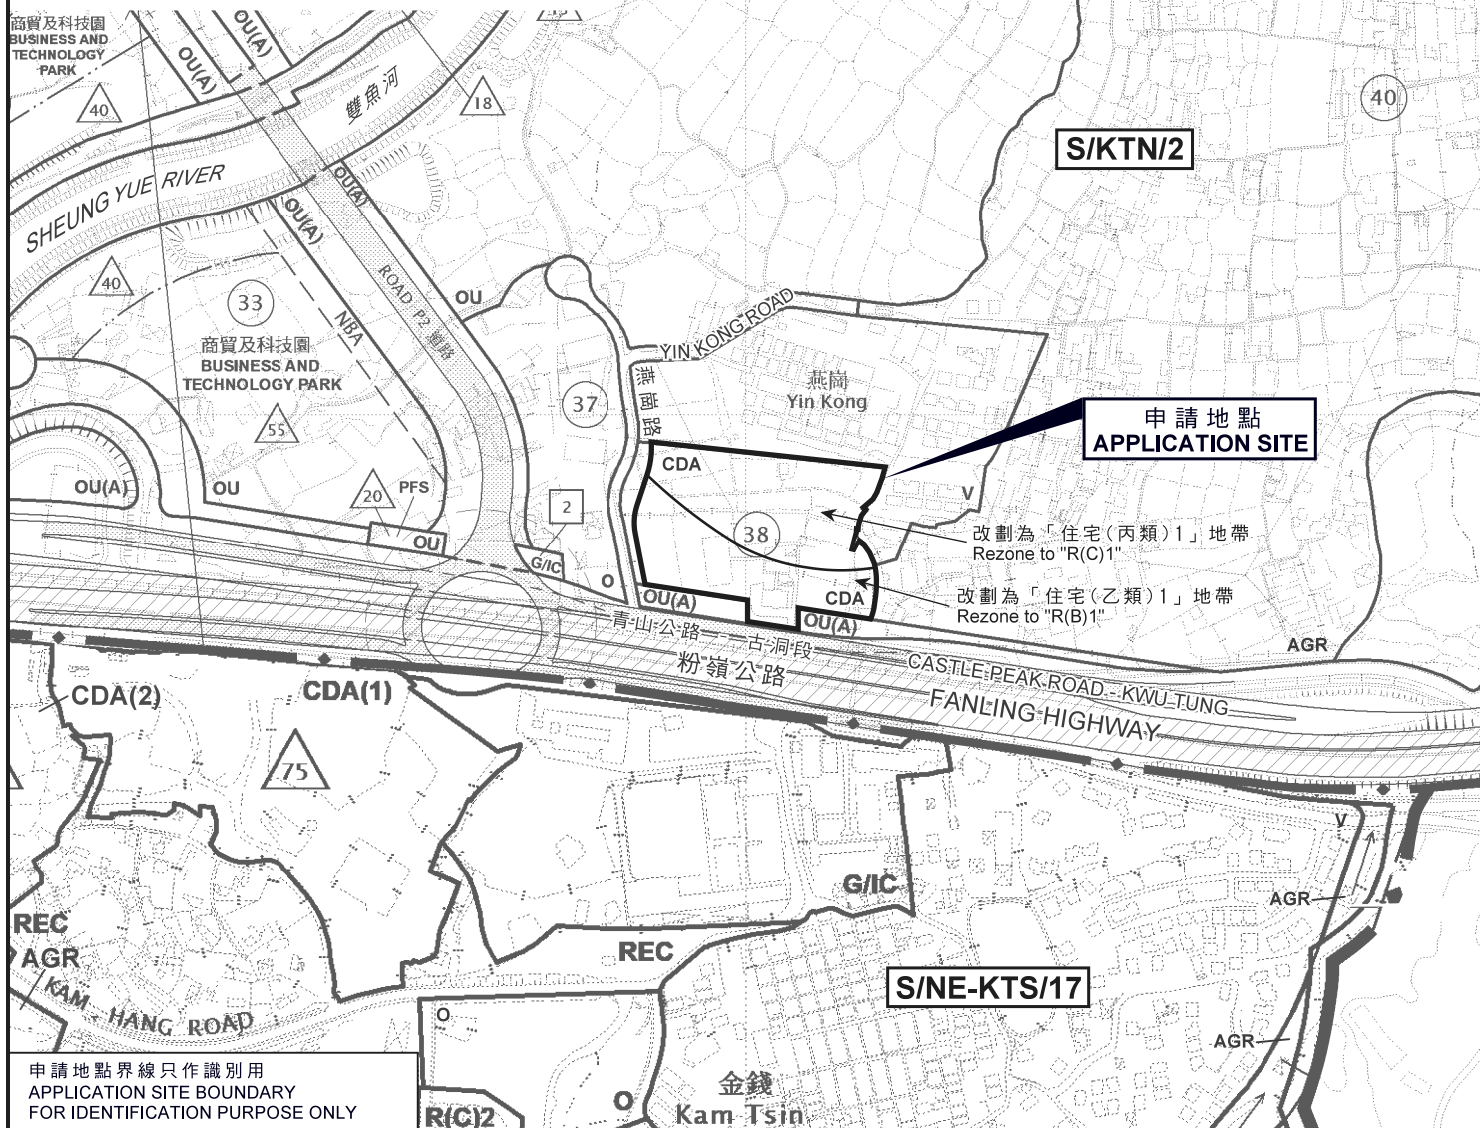 商貿及科技園
BUSINESS AND
TECHNOLOGY
PARK
40
OU(A)
OU(A)
雙魚河
18
40
S/KTN/2
SHEUNG YUE RIVER
OU(A)
OU(A)
40
33
商貿及科技園
BUSINESS AND
TECHNOLOGY PARK
55
NBA
ROAD P2 道路
OU
YIN KONG ROAD
燕崗路
燕崗
Yin Kong
37
申請地點
APPLICATION SITE
CDA
OU(A)
OU
20
PFS
OU
2
G/IC
O
38
V
改劃為「住宅(丙類)1」地帶
Rezone to "R(C)1"
改劃為「住宅(乙類)1」地帶
Rezone to "R(B)1"
CDA
OU(A)
OU(A)
AGR
青山公路－古洞段
粉嶺公路
CASTLE PEAK ROAD - KWU TUNG
FANLING HIGHWAY
CDA(2)
CDA(1)
75
V
G/IC
AGR
REC
AGR
REC
S/NE-KTS/17
KAM HANG ROAD
O
AGR
申請地點界線只作識別用
APPLICATION SITE BOUNDARY
FOR IDENTIFICATION PURPOSE ONLY
R(C)2
O
金錢
Kam Tsin